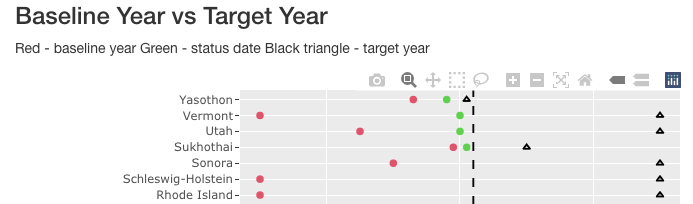 Baseline Year vs Target Year
Red - baseline year Green - status date Black triangle - target year
Yasothon
Vermont
Utah
Sukhothai
Sonora
Schleswig-Holstein
Rhode Island